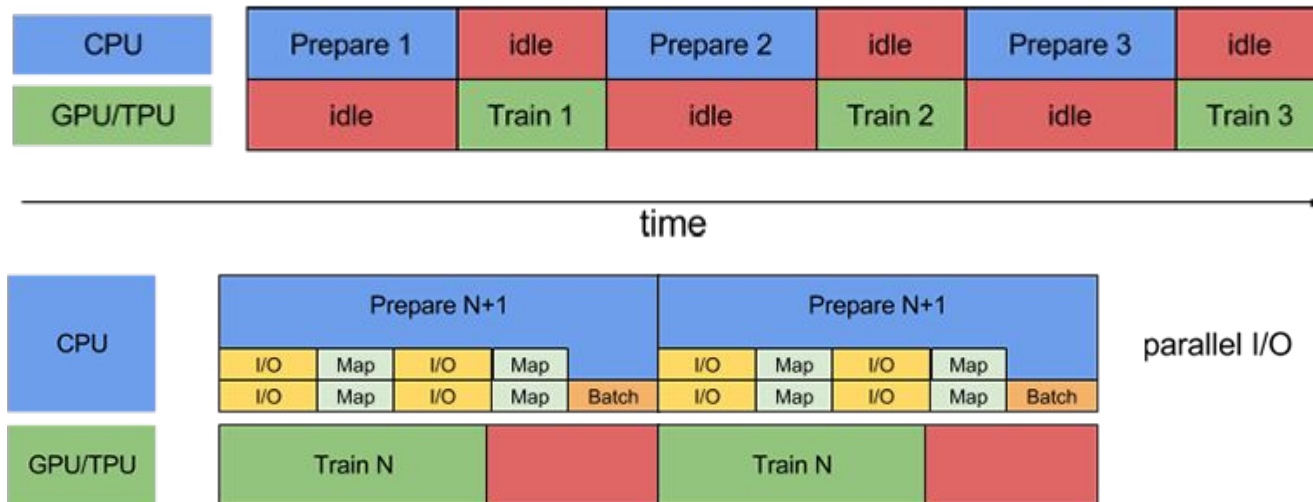 CPU Prepare 1 idle Prepare 2 idle Prepare 3 idle
GPU/TPU idle Train 1 idle Train 2 idle Train 3
time
Prepare N+1 Prepare N+1
CPU parallel I/O
I/O Map I/O Map I/O Map I/O Map
I/O Map I/O Map Batch I/O Map I/O Map Batch
GPU/TPU Train N Train N